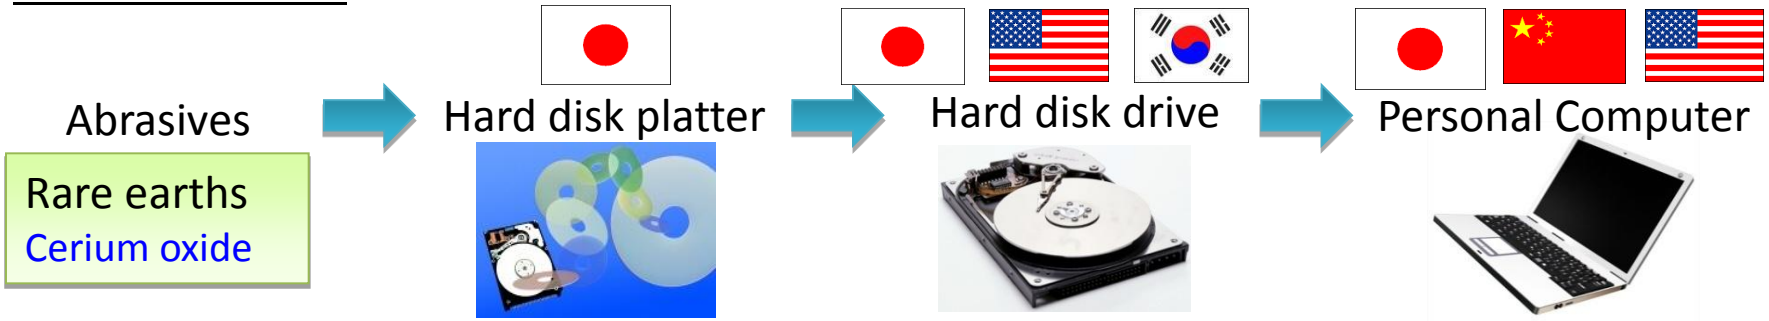 Abrasives
Hard disk platter
Hard disk drive
Personal Computer
Rare earths
Cerium oxide